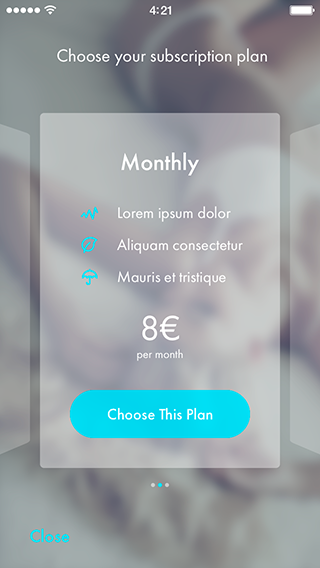 4:21
Choose your subscription plan
Monthly
Lorem ipsum dolor
Aliquam consectetur
Mauris et tristique
8€
per month
Choose This Plan
Close